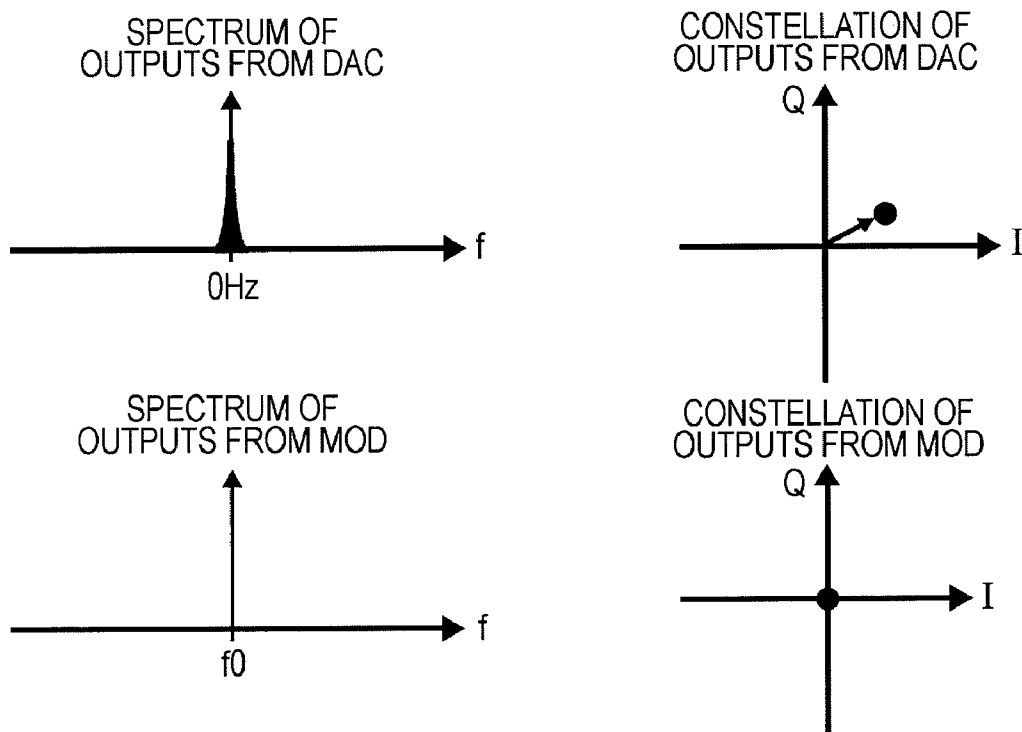 SPECTRUM OF
OUTPUTS FROM DAC
f
0Hz
CONSTELLATION OF
OUTPUTS FROM DAC
Q
I
SPECTRUM OF
OUTPUTS FROM MOD
f
f0
CONSTELLATION OF
OUTPUTS FROM MOD
Q
I